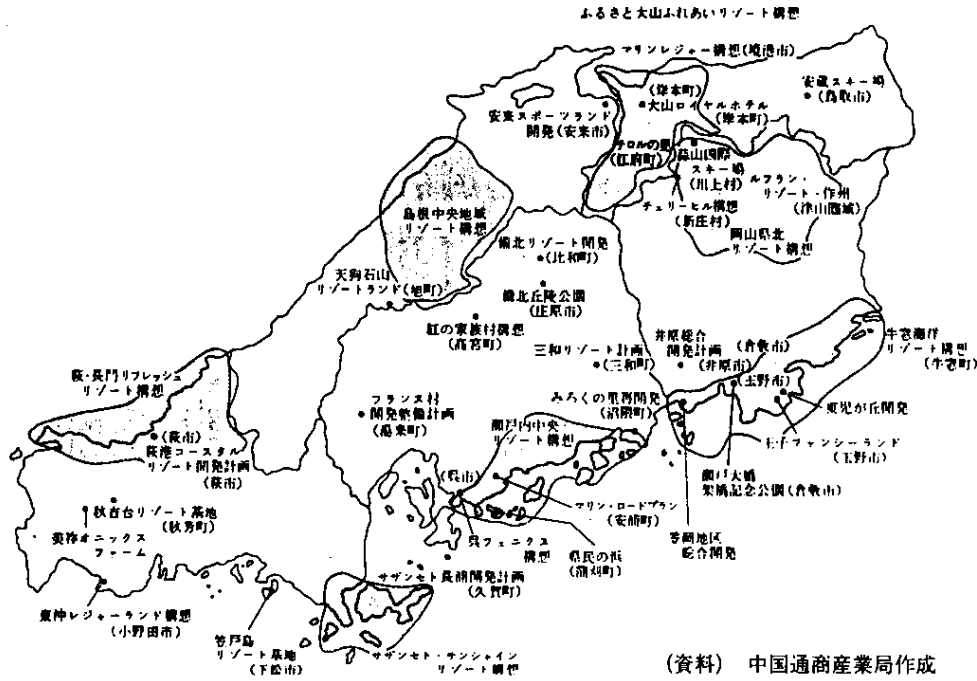 ふるさと大山ふれあいリゾート構想
マリンレジャー構想(境港市)
(岸本町)
大山ロイヤルホテル
(岸本町)
安蔵スキー場
(鳥取市)
安来スポーツランド
開発(安来市)
チロルの里
(江府町)
蒜山国際
スキー場
(川上村)
ルフラン・
リゾート・作州
(津山圏域)
チェリーヒル構想
(新庄村)
岡山県北
リゾート構想
島根中央地域
リゾート構想
備北リゾート開発
(比和町)
天狗石山
リゾートランド(旭町)
備北丘陵公園
(庄原市)
紅の家族村構想
(高宮町)
三和リゾート計画
(三和町)
井原総合
開発計画
(井原市)
(倉敷市)
牛窓海洋
リゾート構想
(牛窓町)
(玉野市)
みろくの里再開発
(沼隈町)
東児が丘開発
王子ファンシーランド
(玉野市)
瀬戸大橋
架橋記念公園(倉敷市)
笠岡地区
総合開発
萩・長門リフレッシュ
リゾート構想
フランス村
開発整備計画
(湯来町)
瀬戸内中央
リゾート構想
(萩市)
萩港コースタル
リゾート開発計画
(萩市)
(呉市)
マリン・ロードプラン
(安浦町)
呉フェニクス
構想
県民の浜
(蒲刈町)
秋吉台リゾート基地
(秋芳町)
美祢オニックス
ファーム
サザンセト長浦開発計画
(久賀町)
東沖レジャーランド構想
(小野田市)
笠戸島
リゾート基地
(下松市)
サザンセト・サンシャイン
リゾート構想
(資料) 中国通商産業局作成